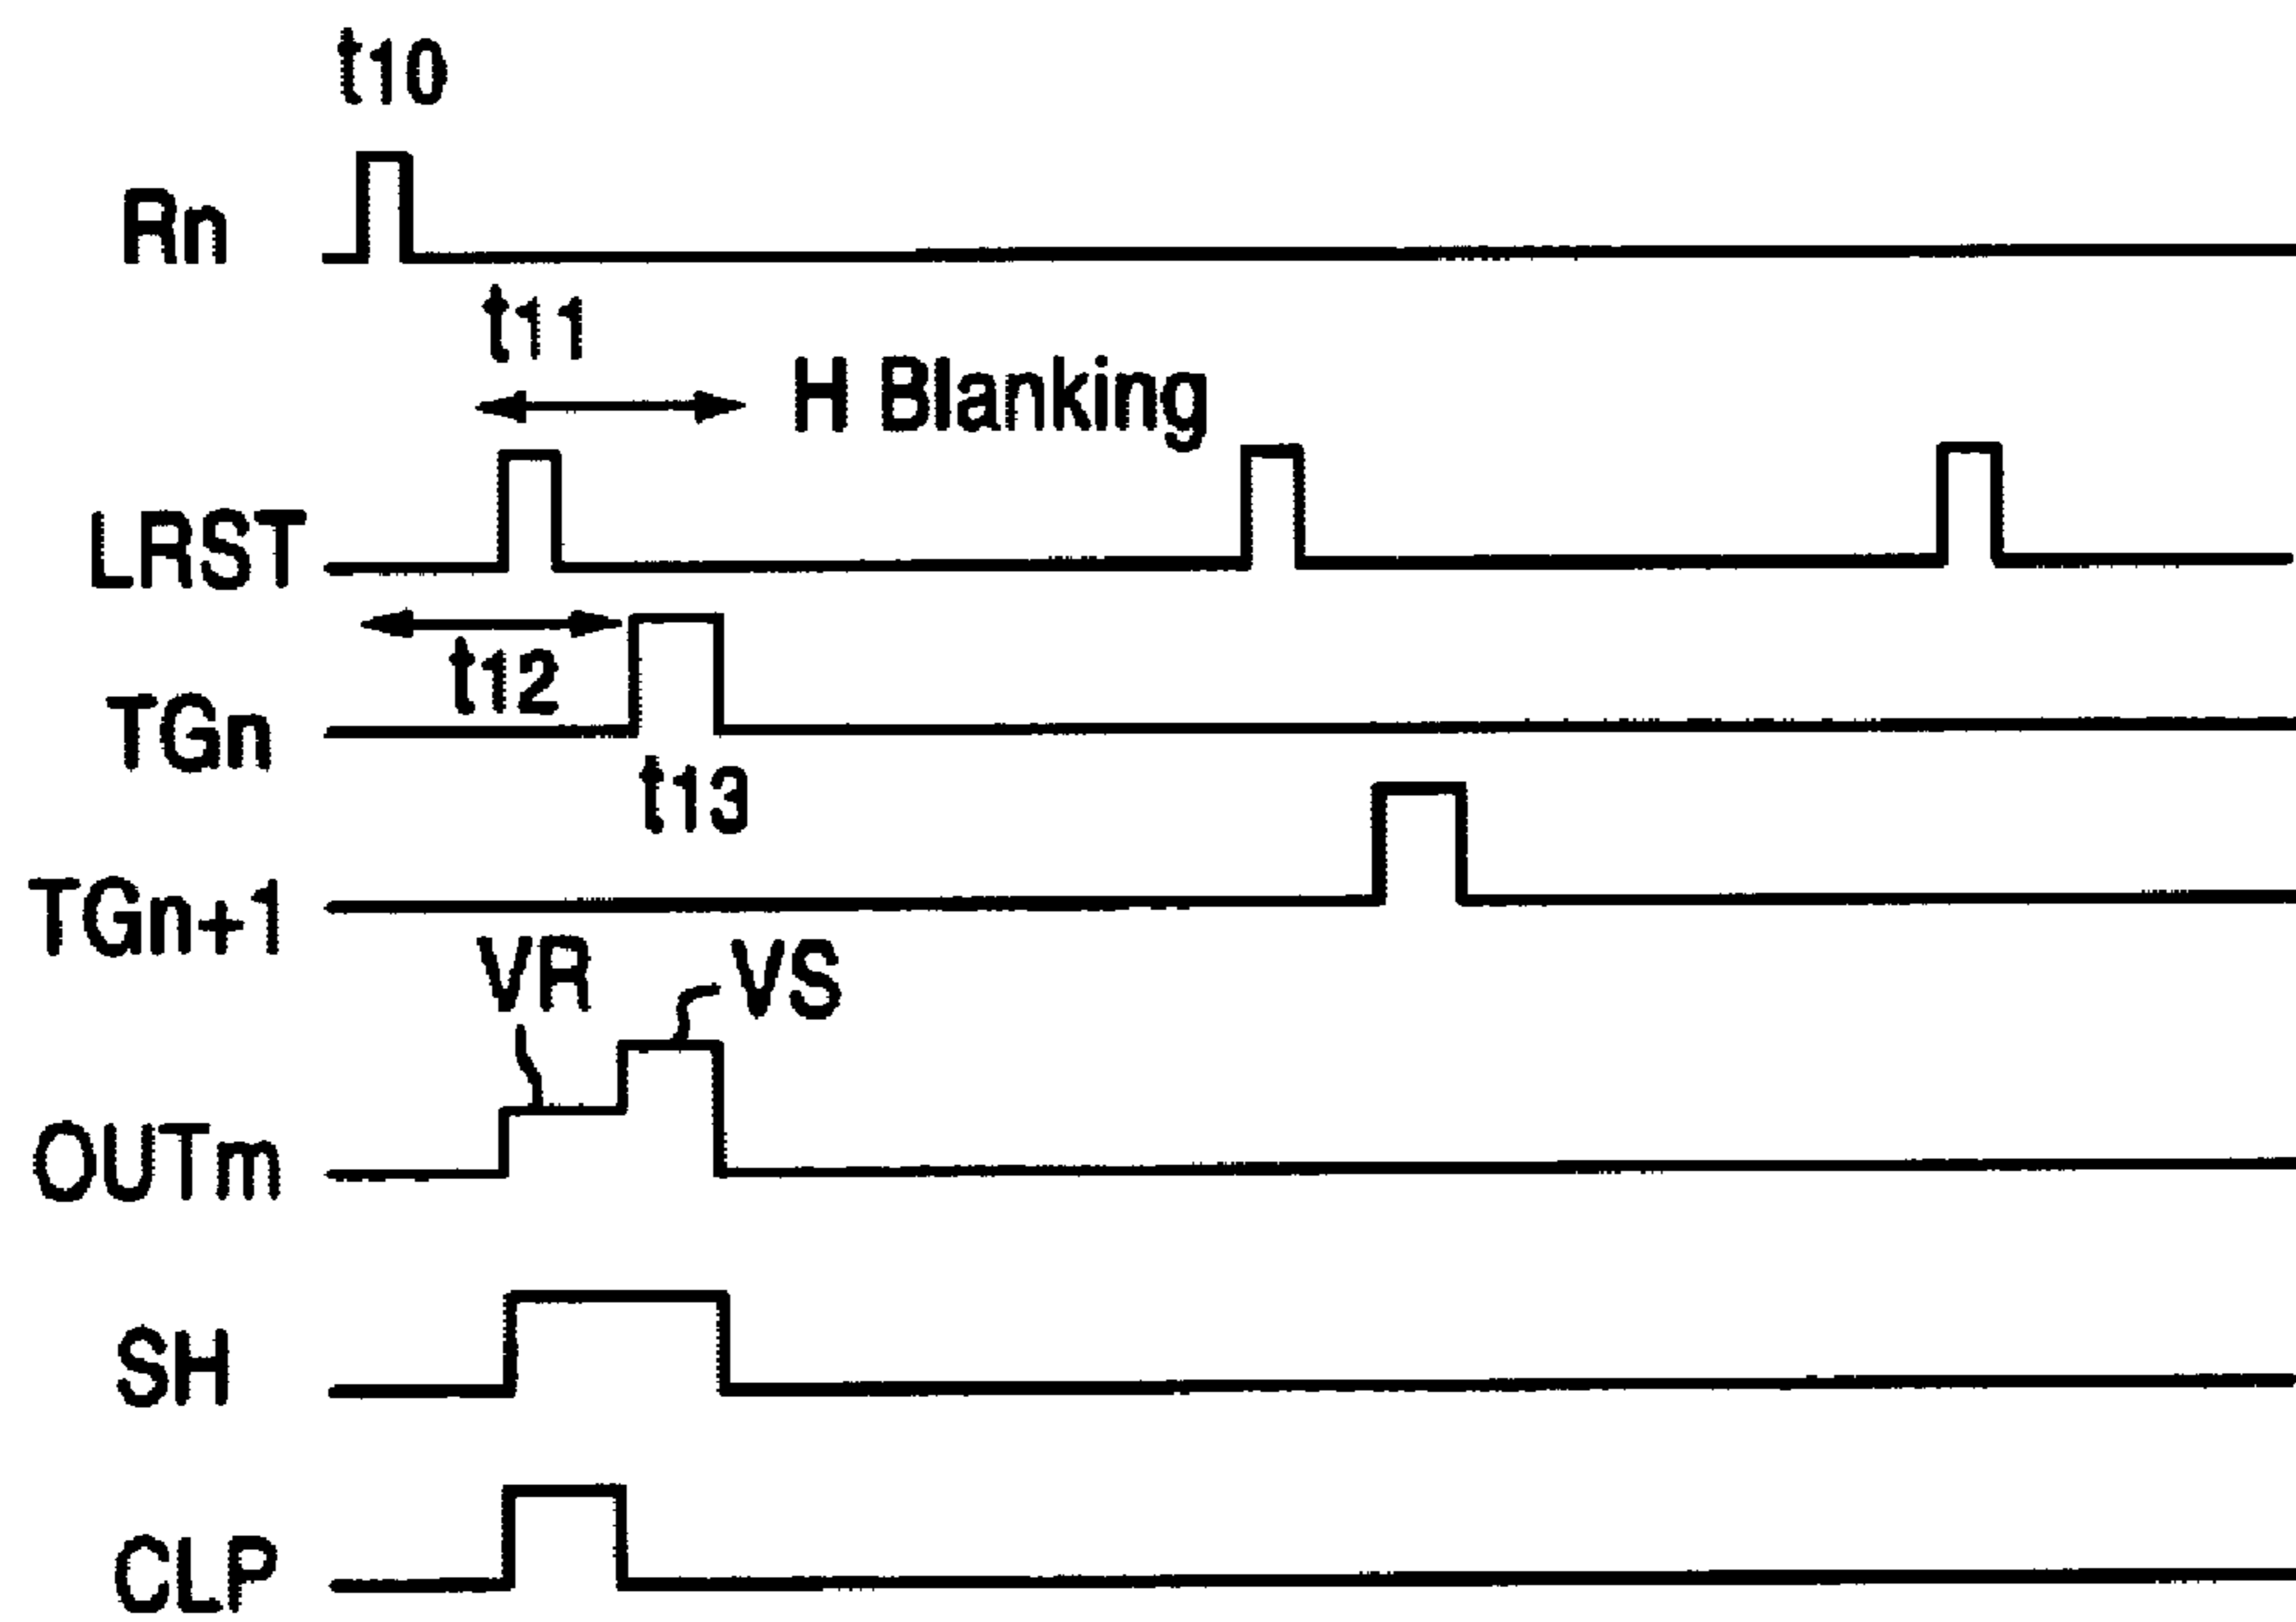 t10
Rn
t11
H Blanking
LRST
t12
TGn
t13
TGn+1
VR
VS
OUTm
SH
CLP